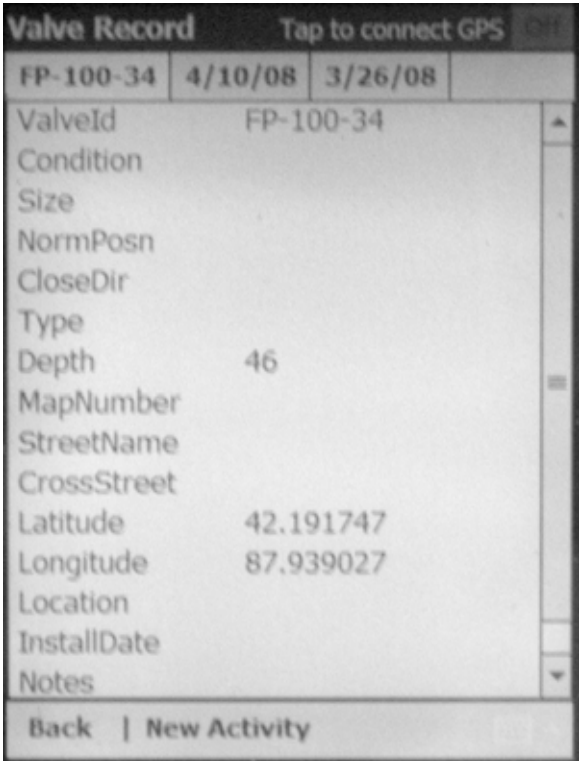 Valve Record Tap to connect GPS Off
FP-100-34 4/10/08 3/26/08
ValveId FP-100-34
Condition
Size
NormPosn
CloseDir
Type
Depth 46
MapNumber
StreetName
CrossStreet
Latitude 42.191747
Longitude 87.939027
Location
InstallDate
Notes
Back | New Activity